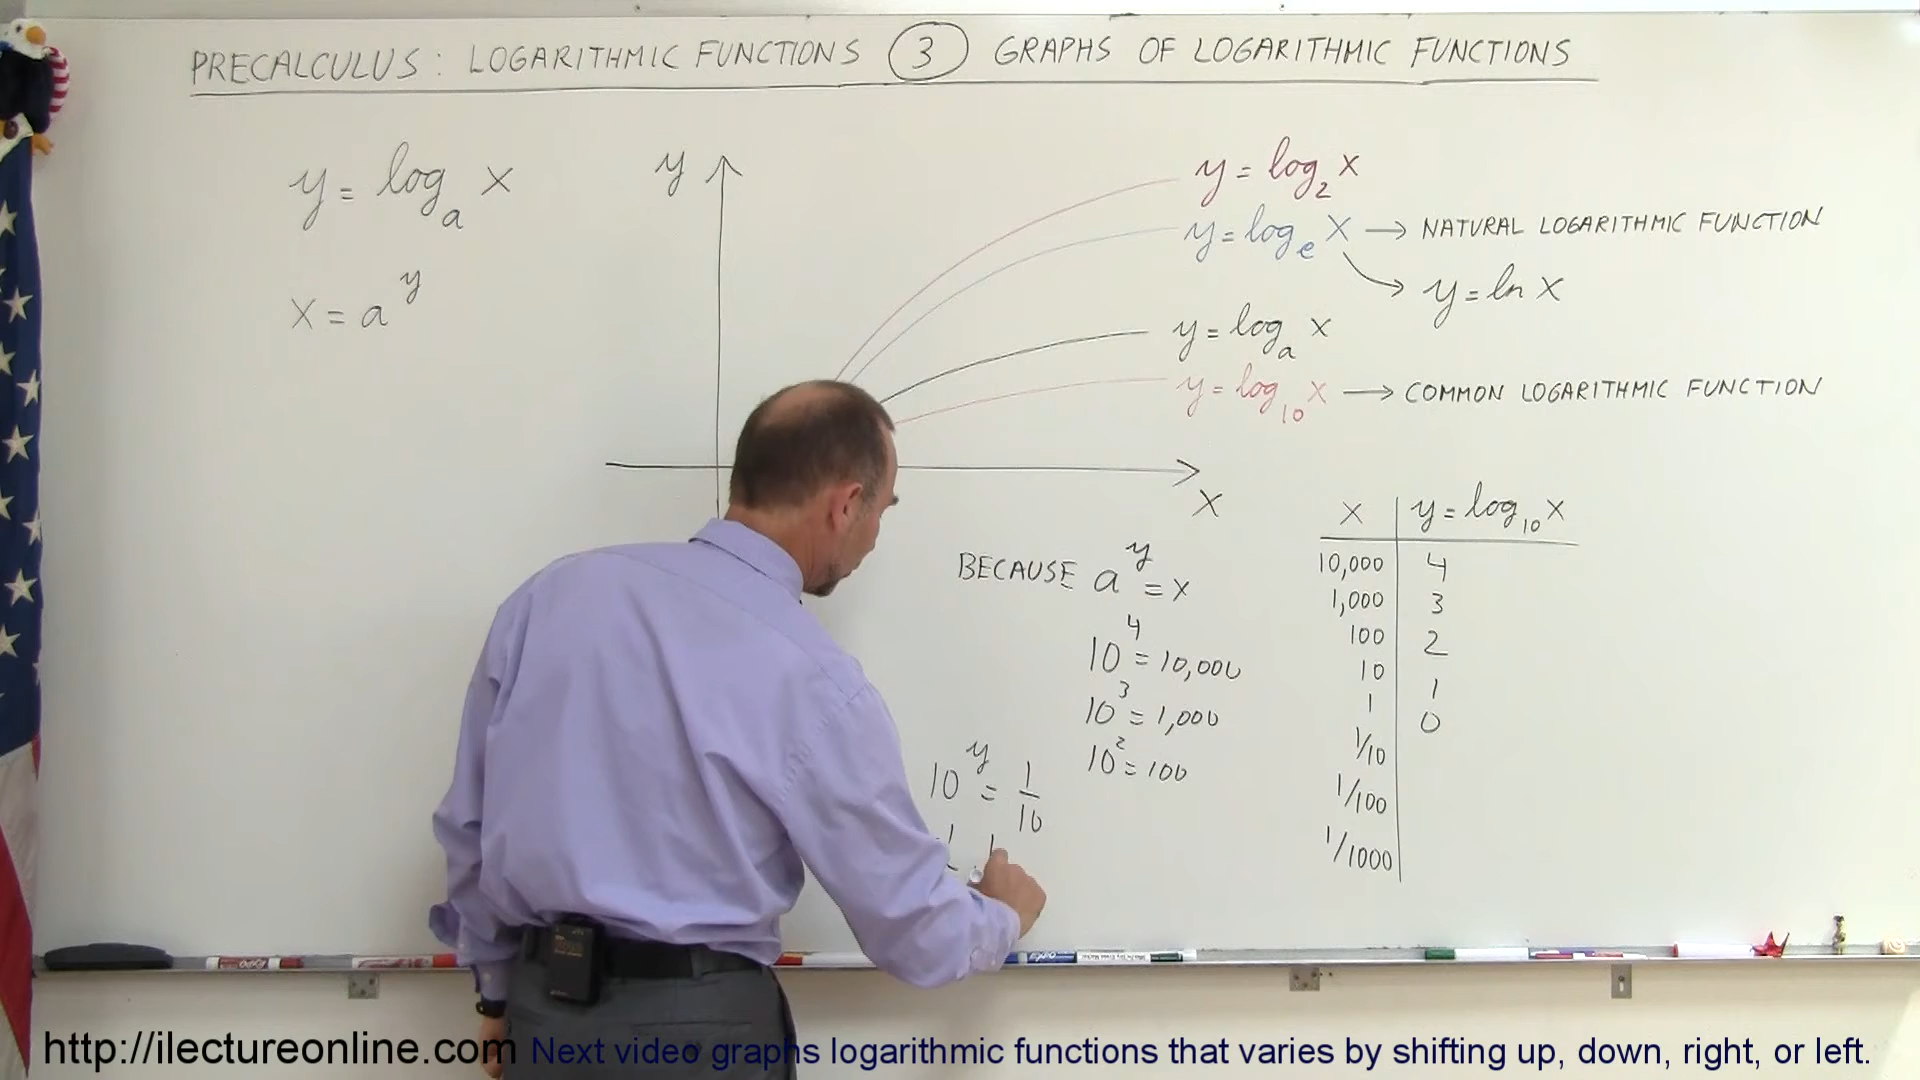 PRECALCULUS: LOGARITHMIC FUNCTIONS 3 GRAPHS OF LOGARITHMIC FUNCTIONS
y = log_a x
x = a^y
y
x
y = log_2 x
y = log_e x → NATURAL LOGARITHMIC FUNCTION
y = ln x
y = log_a x
y = log_10 x → COMMON LOGARITHMIC FUNCTION
BECAUSE a^y = x
10^4 = 10,000
10^3 = 1,000
10^2 = 100
10^y = 1/10
x | y = log_10 x
10,000 | 4
1,000 | 3
100 | 2
10 | 1
1 | 0
1/10
1/100
1/1000
http://ilectureonline.com Next video graphs logarithmic functions that varies by shifting up, down, right, or left.